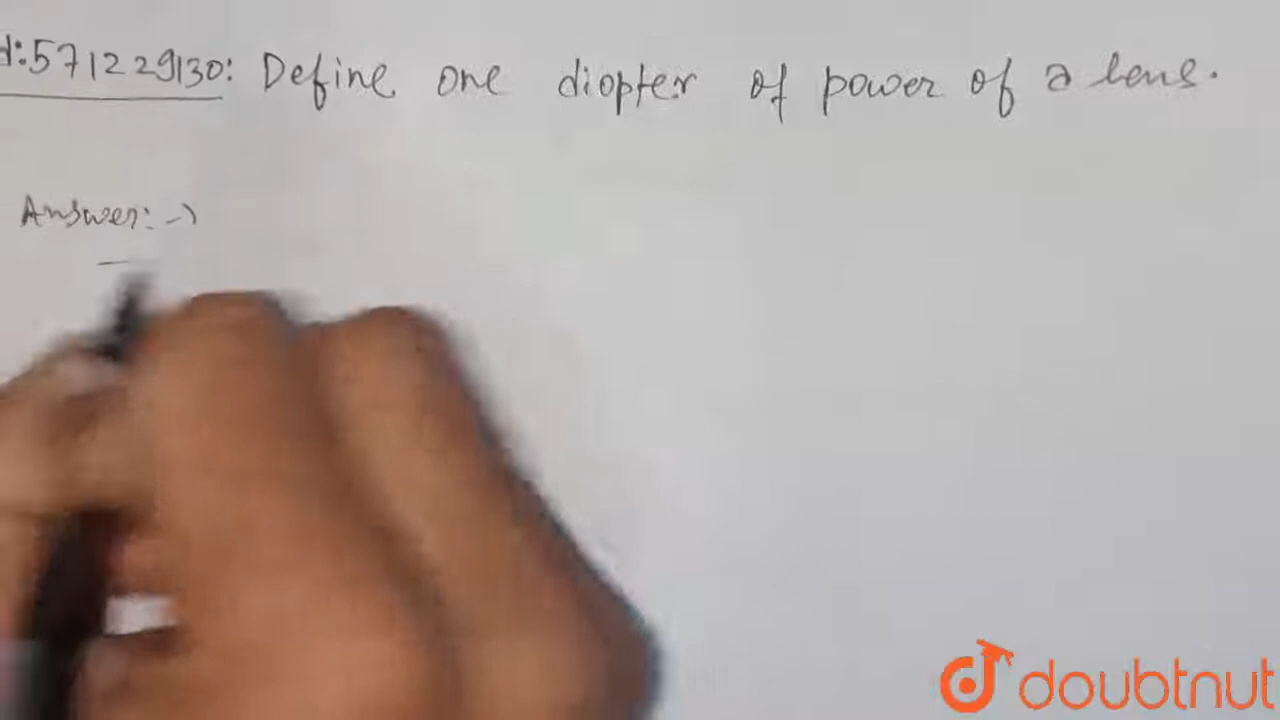 d:571229130: Define one diopter of power of a lens.
Answer: →
doubtnut